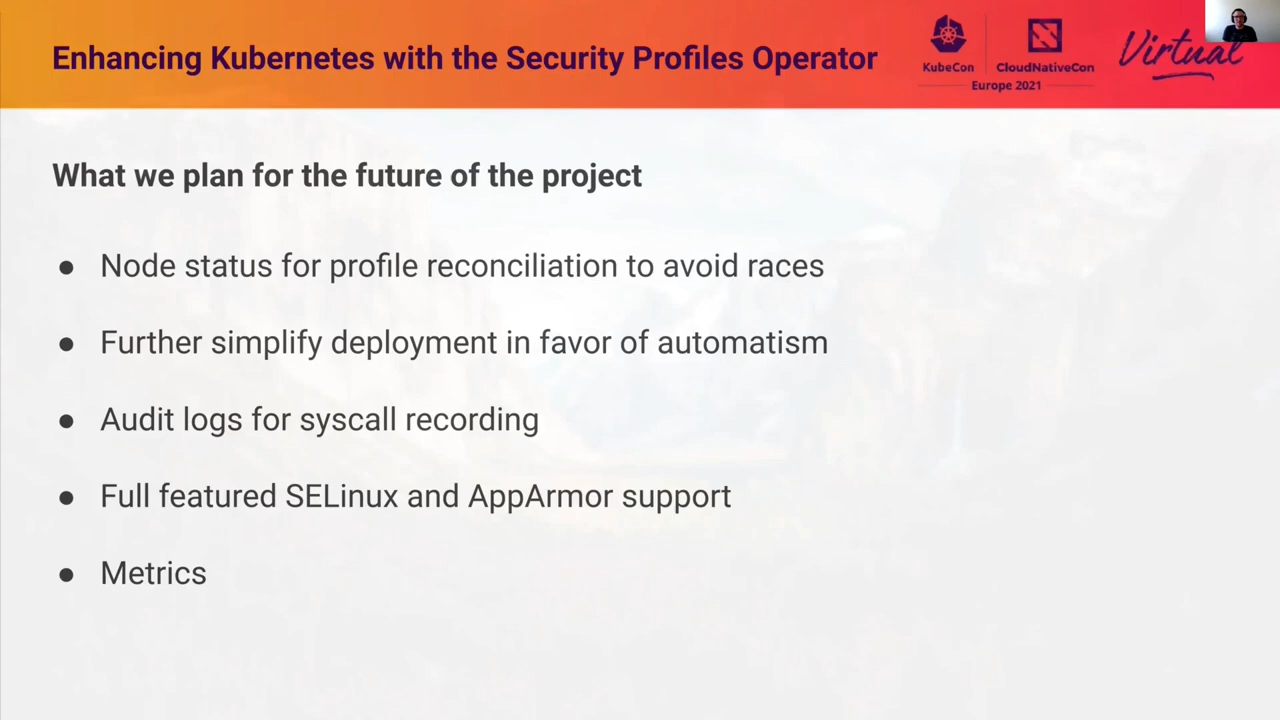 Enhancing Kubernetes with the Security Profiles Operator
KubeCon
CloudNativeCon
Europe 2021
Virtual
What we plan for the future of the project
● Node status for profile reconciliation to avoid races
● Further simplify deployment in favor of automatism
● Audit logs for syscall recording
● Full featured SELinux and AppArmor support
● Metrics